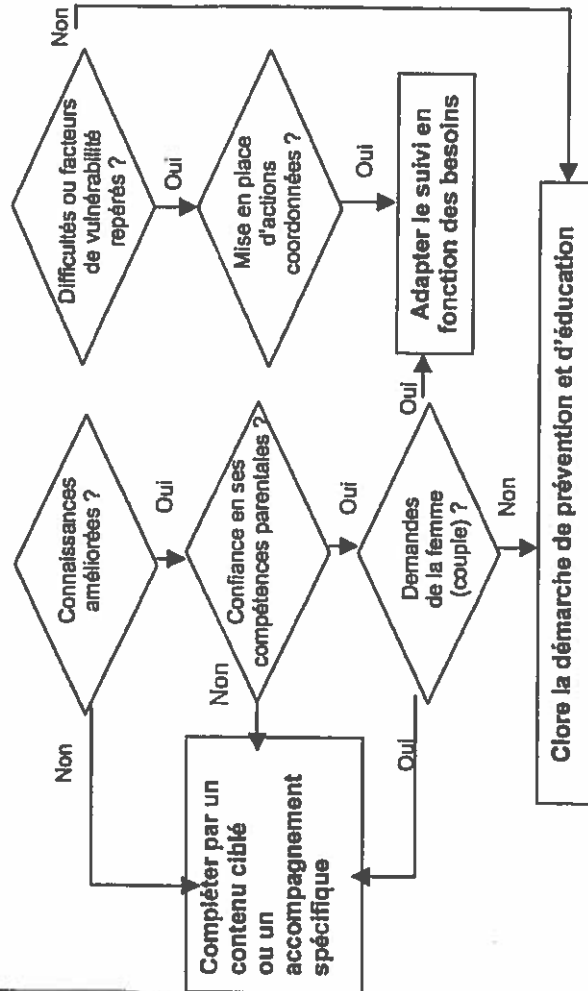 Connaissances
améliorées ?
Non
Oui
Confiance en ses
compétences parentales ?
Non
Oui
Compléter par un
contenu ciblé
ou un
accompagnement
spécifique
Demandes
de la femme
(couple) ?
Oui
Oui
Non
Difficultés ou facteurs
de vulnérabilité
repérés ?
Non
Oui
Mise en place
d'actions
coordonnées ?
Oui
Adapter le suivi en
fonction des besoins
Clore la démarche de prévention et d'éducation